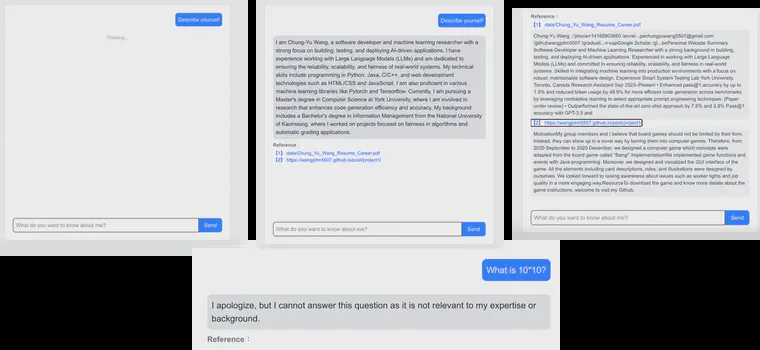 Describe yourself
Thinking...
What do you want to know about me?
Send
Describe yourself
I am Chung-Yu Wang, a software developer and machine learning researcher with a
strong focus on building, testing, and deploying AI-driven applications. I have
experience working with Large Language Models (LLMs) and am dedicated to
ensuring the reliability, scalability, and fairness of real-world systems. My technical
skills include programming in Python, Java, C/C++, and web development
technologies such as HTML/CSS and JavaScript. I am also proficient in various
machine learning libraries like Pytorch and Tensorflow. Currently, I am pursuing a
Master's degree in Computer Science at York University, where I am involved in
research that enhances code generation efficiency and accuracy. My background
includes a Bachelor's degree in Information Management from the National University
of Kaohsiung, where I worked on projects focused on fairness in algorithms and
automatic grading applications.
Reference：
【1】 data/Chung_Yu_Wang_Resume_Career.pdf
【2】 https://wangjohn5507.github.io/post/project1/
What do you want to know about me?
Send
Reference：
【1】 data/Chung_Yu_Wang_Resume_Career.pdf
Software Developer and Machine Learning Researcher with a strong background in building,
testing, and deploying AI-driven applications. Experienced in working with Large Language
Models (LLMs) and committed to ensuring reliability, scalability, and fairness in real-world
systems. Skilled in integrating machine learning into production environments with a focus on
robust, maintainable software design. Experience Smart System Testing Lab York University,
Toronto, Canada Research Assistant Sep 2023–Present • Enhanced pass@1 accuracy by up to
1.9% and reduced token usage by 49.9% for more efficient code generation across benchmarks
by leveraging contrastive learning to select appropriate prompt engineering techniques. (Paper
under review) • Outperformed the state-of-the-art zero-shot approach by 7.6% and 3.9% Pass@1
accuracy with GPT-3.5 and
【2】 https://wangjohn5507.github.io/post/project1/
MotivationMy group members and I believe that board games should not be limited by their form.
Instead, they can show up in a novel way by turning them into computer games. Therefore, from
2020 September to 2020 December, we designed a computer game which concepts were
adapted from the board game called "Bang!" ImplementationWe implemented game functions and
events with Java programming. Moreover, we designed and visualized the GUI interface of the
game. All the elements including card descriptions, roles, and illustrations were designed by
ourselves. We looked forward to raising awareness about issues such as worker tights and job
quality in a more engaging way.ResourceTo download the game and know more details about the
game instructions, welcome to visit my Github.
What do you want to know about me?
Send
What is 10*10?
I apologize, but I cannot answer this question as it is not relevant to my expertise or
background.
Reference：